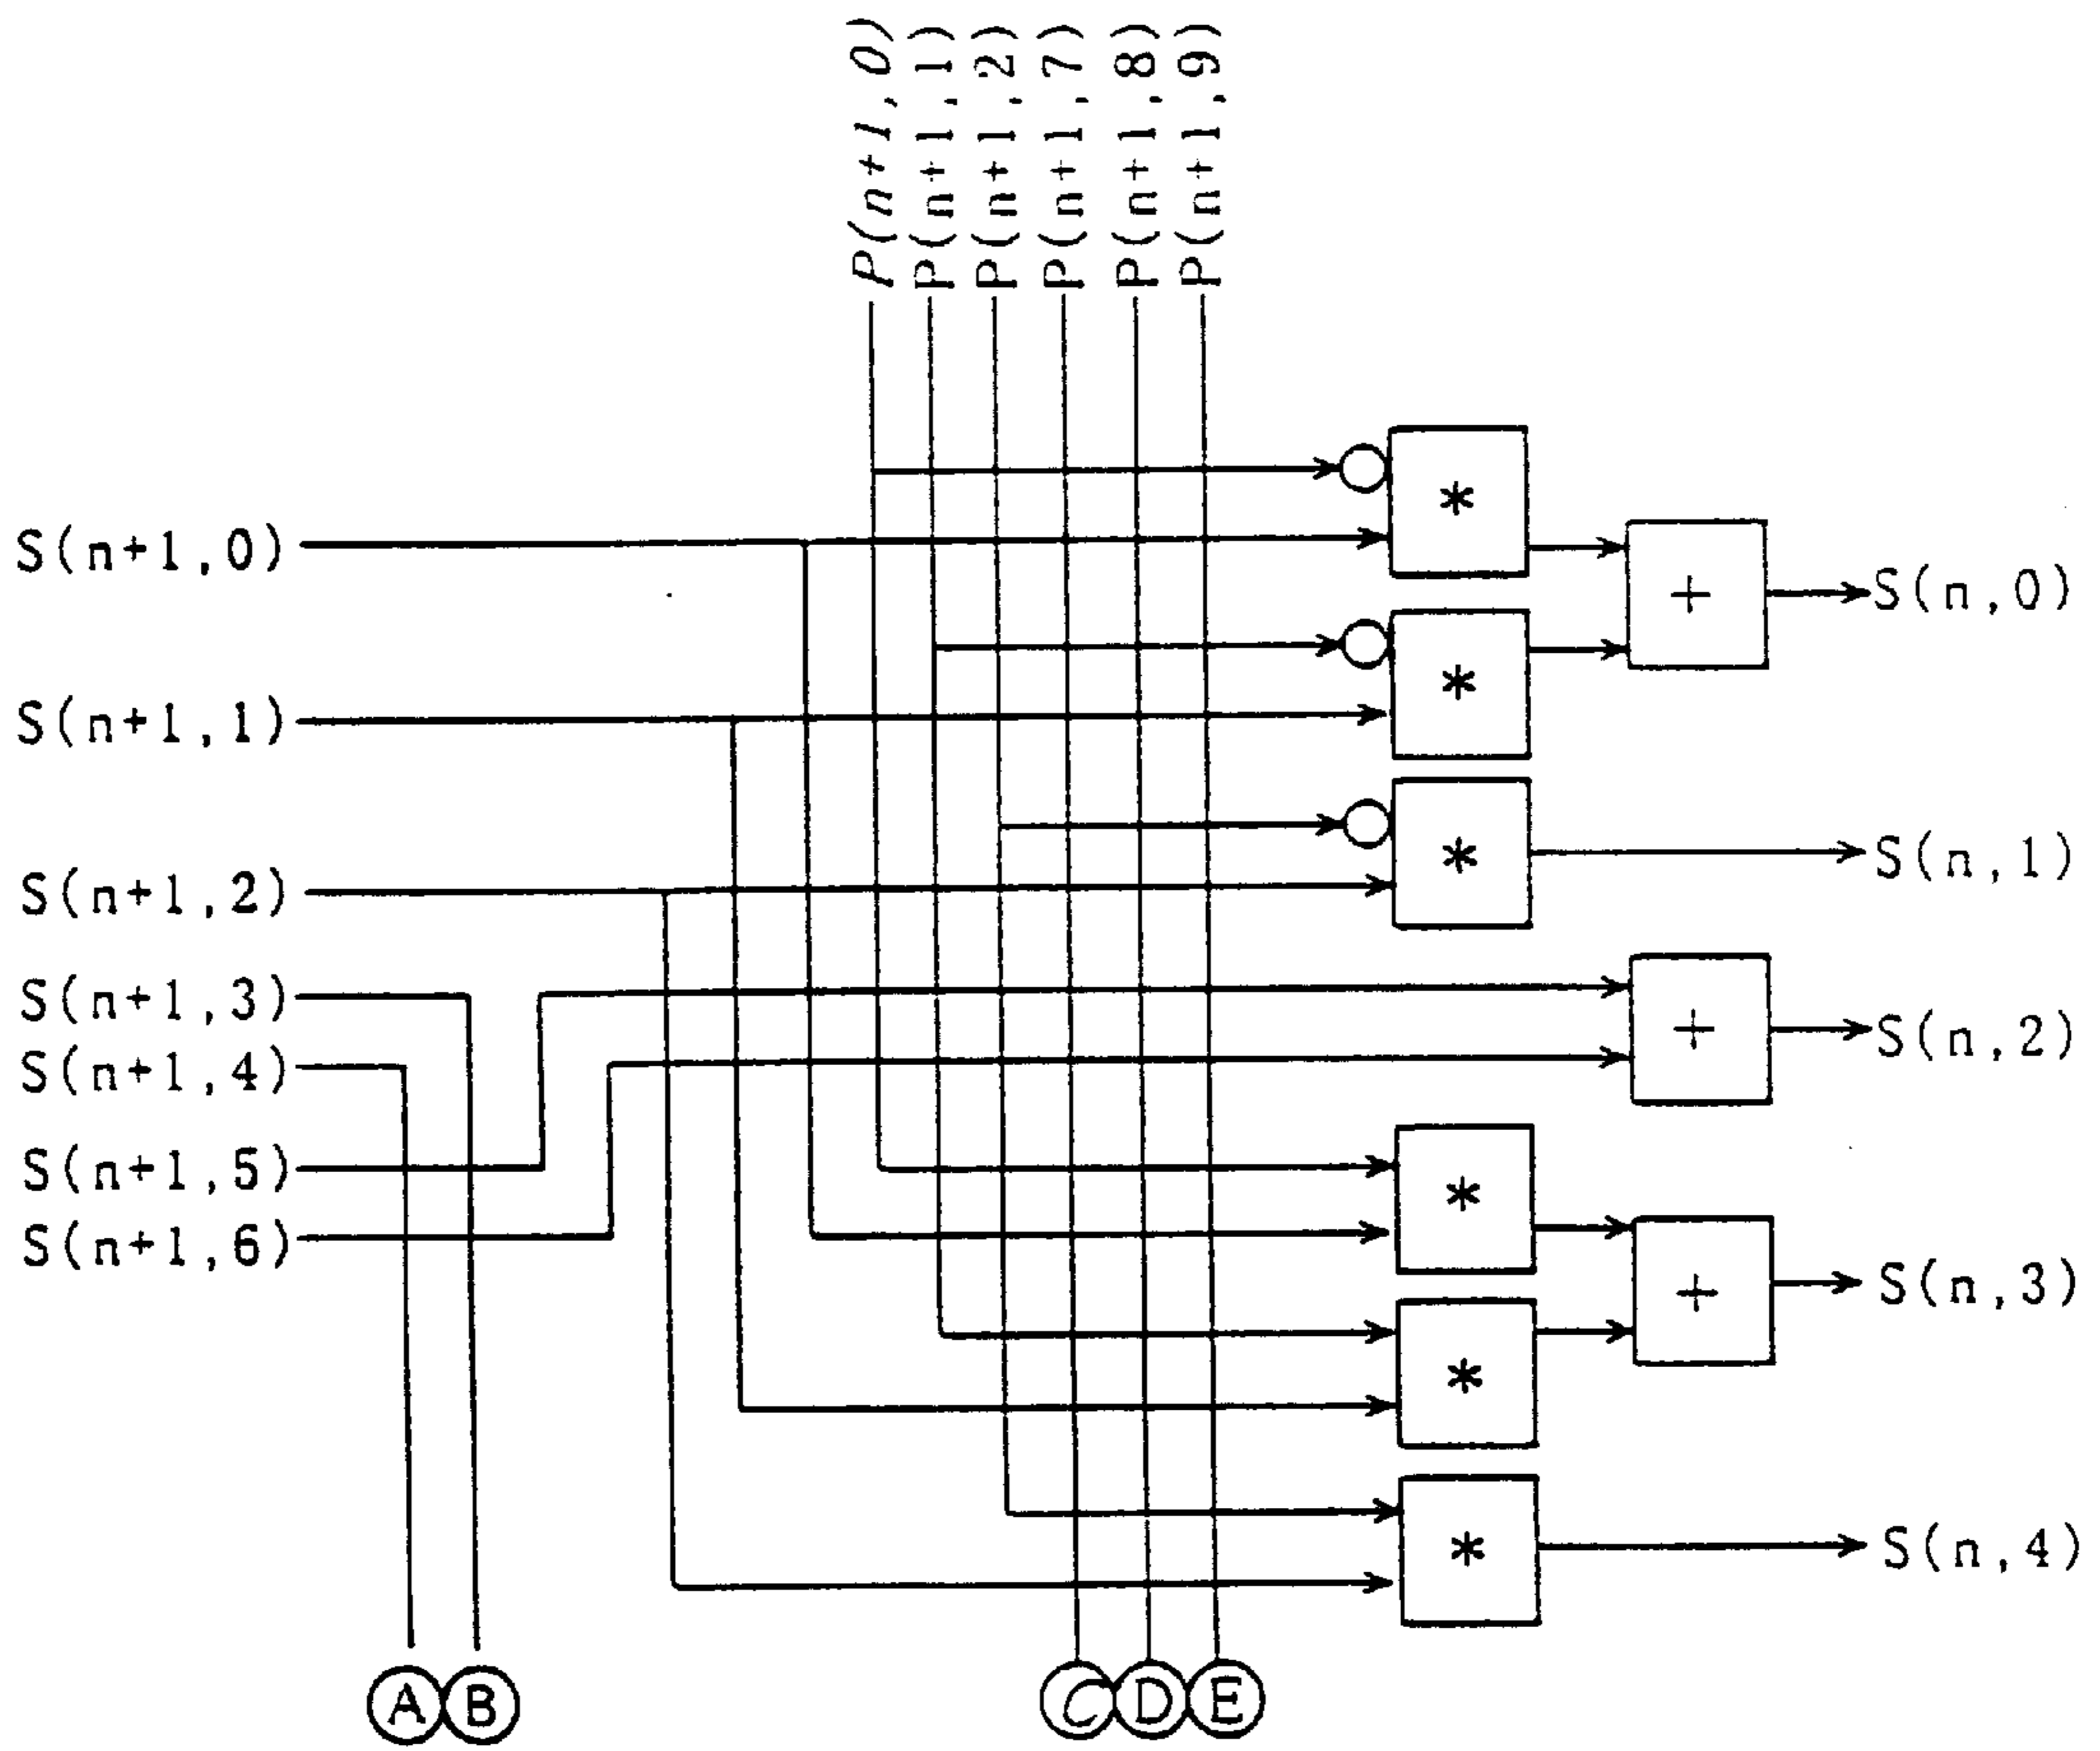 P(n+1,0)
P(n+1,1)
P(n+1,2)
P(n+1,7)
P(n+1,8)
P(n+1,9)
*
S(n+1,0)
+
S(n,0)
*
S(n+1,1)
*
S(n,1)
S(n+1,2)
S(n+1,3)
+
S(n,2)
S(n+1,4)
S(n+1,5)
*
S(n+1,6)
+
S(n,3)
*
*
S(n,4)
A
B
C
D
E